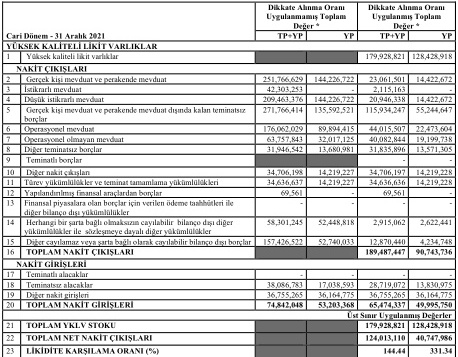 Dikkate Alınma Oranı Uygulanmamış Toplam Değer * Dikkate Alınma Oranı Uygulanmış Toplam Değer *
Cari Dönem - 31 Aralık 2021 TP+YP YP TP+YP YP
YÜKSEK KALİTELİ LİKİT VARLIKLAR
1 Yüksek kaliteli likit varlıklar 179,928,821 128,428,918
NAKİT ÇIKIŞLARI
2 Gerçek kişi mevduat ve perakende mevduat 251,766,629 144,226,722 23,061,501 14,422,672
3 İstikrarlı mevduat 42,303,253 - 2,115,163 -
4 Düşük istikrarlı mevduat 209,463,376 144,226,722 20,946,338 14,422,672
5 Gerçek kişi mevduat ve perakende mevduat dışında kalan teminatsız borçlar 271,766,414 135,592,521 115,934,247 55,244,647
6 Operasyonel mevduat 176,062,029 89,894,415 44,015,507 22,473,604
7 Operasyonel olmayan mevduat 63,757,843 32,017,125 40,082,844 19,199,738
8 Diğer teminatsız borçlar 31,946,542 13,680,981 31,835,896 13,571,305
9 Teminatlı borçlar - -
10 Diğer nakit çıkışları 34,706,198 14,219,227 34,706,197 14,219,228
11 Türev yükümlülükler ve teminat tamamlama yükümlülükleri 34,636,637 14,219,227 34,636,636 14,219,228
12 Yapılandırılmış finansal araçlardan borçlar 69,561 - 69,561 -
13 Finansal piyasalara olan borçlar için verilen ödeme taahhütleri ile diğer bilanço dışı yükümlülükler - - - -
14 Herhangi bir şarta bağlı olmaksızın cayılabilir bilanço dışı diğer yükümlülükler ile sözleşmeye dayalı diğer yükümlülükler 58,301,245 52,448,818 2,915,062 2,622,441
15 Diğer cayılamaz veya şarta bağlı olarak cayılabilir bilanço dışı borçlar 157,426,522 52,740,033 12,870,440 4,234,748
16 TOPLAM NAKİT ÇIKIŞLARI 189,487,447 90,743,736
NAKİT GİRİŞLERİ
17 Teminatlı alacaklar - - - -
18 Teminatsız alacaklar 38,086,783 17,038,593 28,719,072 13,830,975
19 Diğer nakit girişleri 36,755,265 36,164,775 36,755,265 36,164,775
20 TOPLAM NAKİT GİRİŞLERİ 74,842,048 53,203,368 65,474,337 49,995,750
Üst Sınır Uygulanmış Değerler
21 TOPLAM YKLV STOKU 179,928,821 128,428,918
22 TOPLAM NET NAKİT ÇIKIŞLARI 124,013,110 40,747,986
23 LİKİDİTE KARŞILAMA ORANI (%) 144.44 331.34